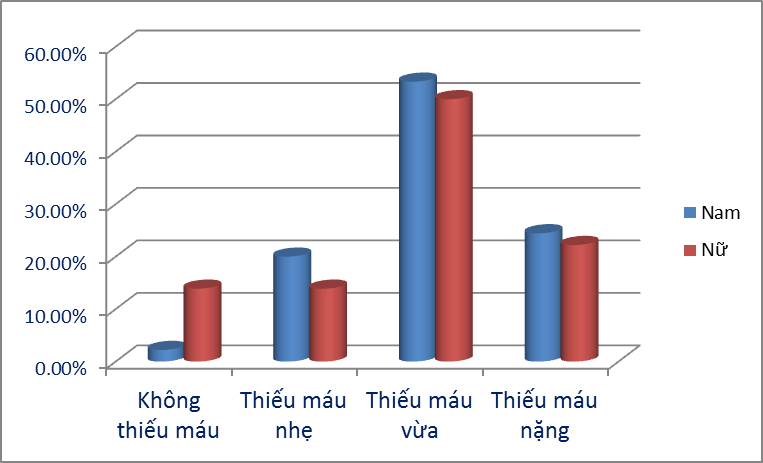 60.00%
50.00%
40.00%
30.00%
20.00%
10.00%
0.00%
Không
thiếu máu
Thiếu máu
nhẹ
Thiếu máu
vừa
Thiếu máu
nặng
Nam
Nữ